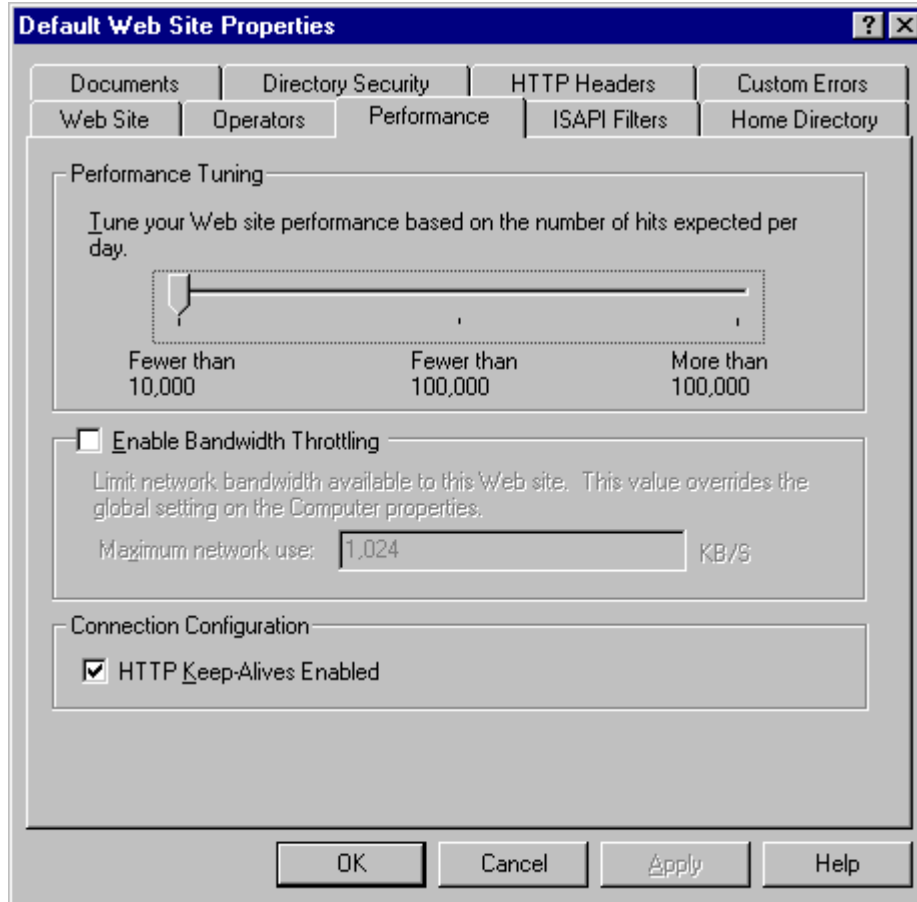 Default Web Site Properties
Documents
Directory Security
HTTP Headers
Custom Errors
Web Site
Operators
Performance
ISAPI Filters
Home Directory
Performance Tuning
Tune your Web site performance based on the number of hits expected per
day.
Fewer than
10,000
Fewer than
100,000
More than
100,000
Enable Bandwidth Throttling
Limit network bandwidth available to this Web site. This value overrides the
global setting on the Computer properties.
Maximum network use:
1,024
KB/S
Connection Configuration
HTTP Keep-Alives Enabled
OK
Cancel
Apply
Help